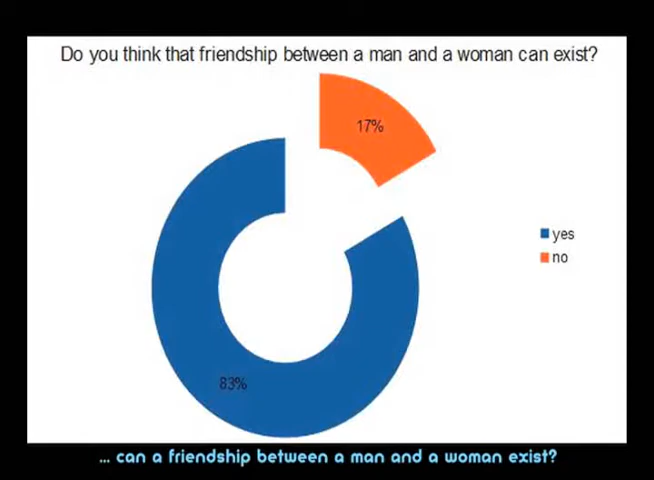 Do you think that friendship between a man and a woman can exist?
17%
yes
no
83%
... can a friendship between a man and a woman exist?